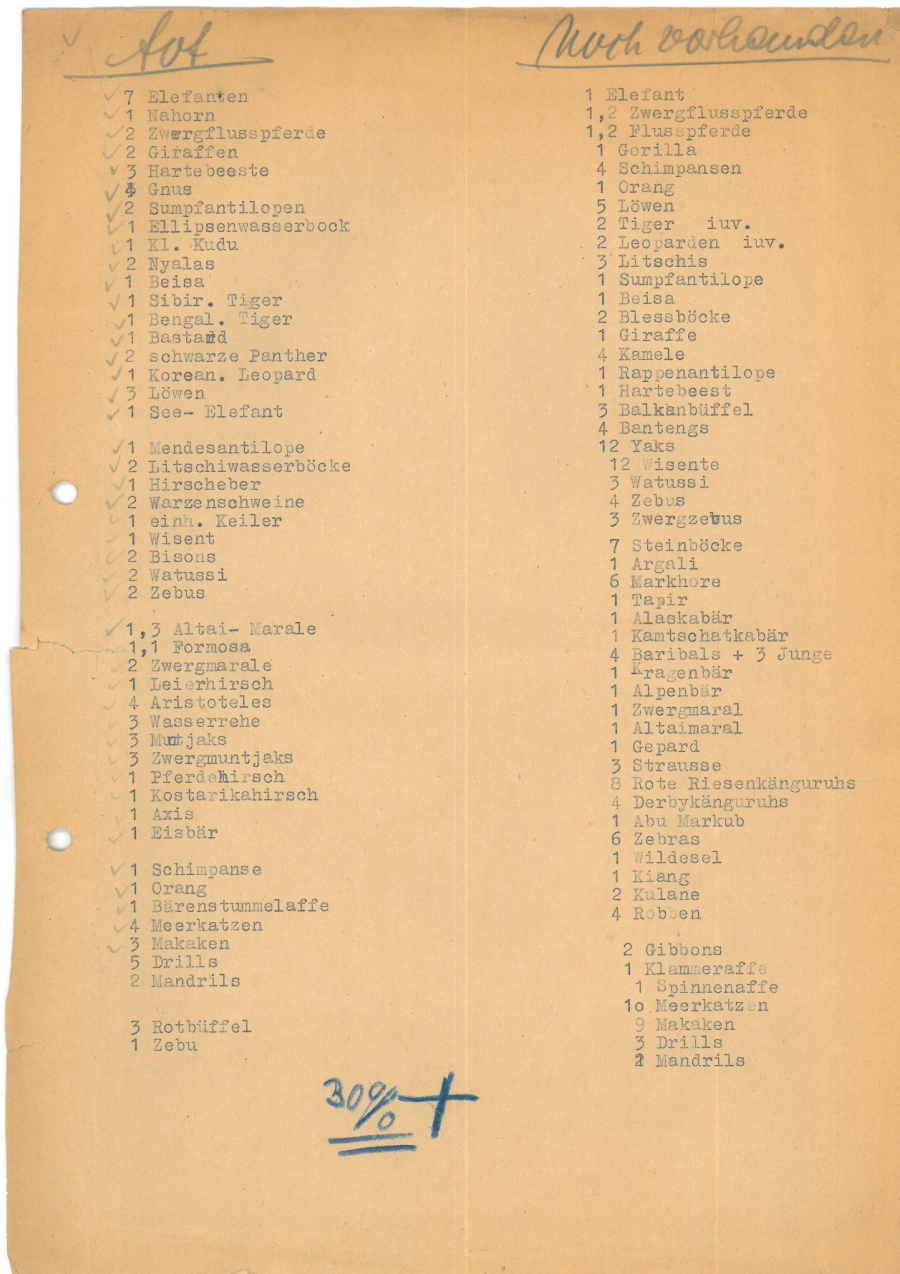 Tot
7 Elefanten
1 Nahorn
2 Zwergflusspferde
2 Giraffen
3 Hartebeeste
4 Gnus
2 Sumpfantilopen
1 Ellipsenwasserbock
1 Kl. Kudu
2 Nyalas
1 Beisa
1 Sibir. Tiger
1 Bengal. Tiger
1 Bastard
2 schwarze Panther
1 Korean. Leopard
3 Löwen
1 See- Elefant
1 Mendesantilope
2 Litschiwasserböcke
1 Hirscheber
2 Warzenschweine
1 einh. Keiler
1 Wisent
2 Bisons
2 Watussi
2 Zebus
1,3 Altai- Marale
1,1 Formosa
2 Zwergmarale
1 Leierhirsch
4 Aristoteles
3 Wasserrehe
3 Muntjaks
3 Zwergmuntjaks
1 Pferdehirsch
1 Kostarikahirsch
1 Axis
1 Eisbär
1 Schimpanse
1 Orang
1 Bärenstummelaffe
4 Meerkatzen
3 Makaken
5 Drills
2 Mandrils
3 Rotbüffel
1 Zebu
Noch vorhanden
1 Elefant
1,2 Zwergflusspferde
1,2 Flusspferde
1 Gorilla
4 Schimpansen
1 Orang
5 Löwen
2 Tiger iuv.
2 Leoparden iuv.
3 Litschis
1 Sumpfantilope
1 Beisa
2 Blessböcke
1 Giraffe
4 Kamele
1 Rappenantilope
1 Hartebeest
3 Balkanbüffel
4 Bantengs
12 Yaks
12 Wisente
3 Watussi
4 Zebus
3 Zwergzebus
7 Steinböcke
1 Argali
6 Markhore
1 Tapir
1 Alaskabär
1 Kamtschatkabär
4 Baribals + 3 Junge
1 Kragenbär
1 Alpenbär
1 Zwergmaral
1 Altaimaral
1 Gepard
3 Strausse
8 Rote Riesenkänguruhs
4 Derbykänguruhs
1 Abu Markub
6 Zebras
1 Wildesel
1 Kiang
2 Kulane
4 Robben
2 Gibbons
1 Klammeraffe
1 Spinnenaffe
1o Meerkatzen
9 Makaken
3 Drills
2 Mandrils
30% +